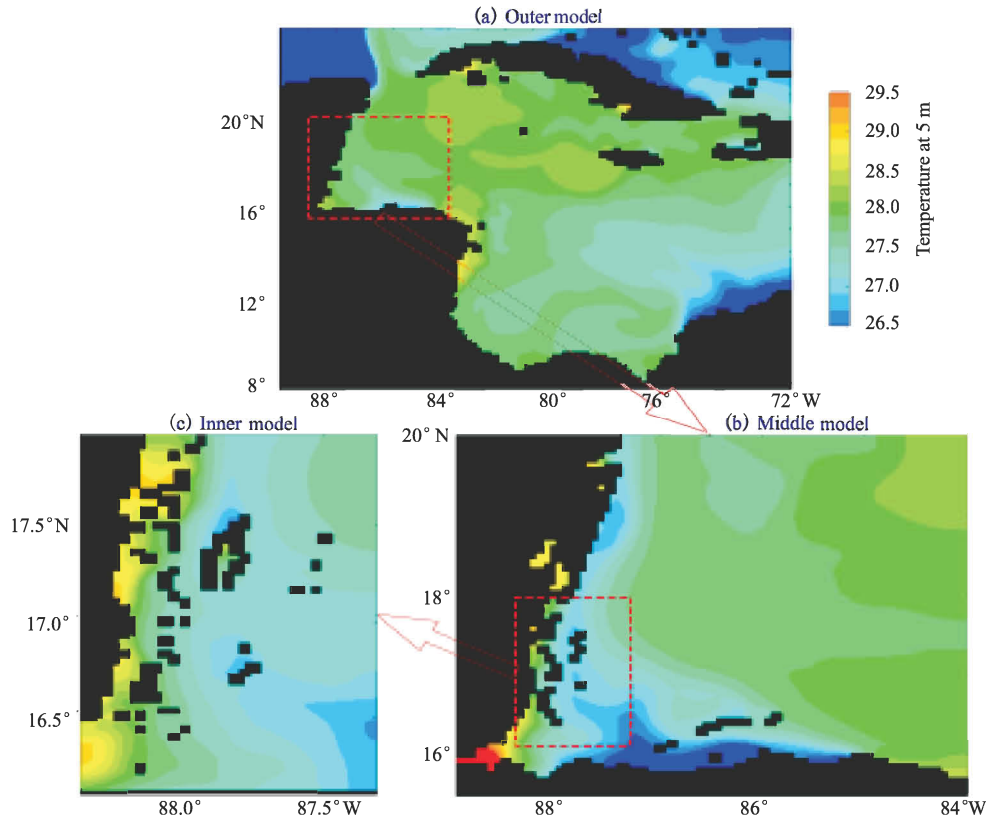 (a) Outer model
20°N
16°
12°
8°
88°
84°
80°
76°
72°W
29.5
29.0
28.5
28.0
27.5
27.0
26.5
Temperature at 5 m
(c) Inner model
17.5°N
17.0°
16.5°
88.0°
87.5°W
(b) Middle model
20°N
18°
16°
88°
86°
84°W